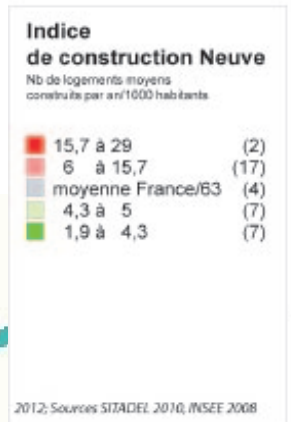 Indice
de construction Neuve
Nb de logements moyens
construits par an/1000 habitants
15,7 à 29 (2)
6 à 15,7 (17)
moyenne France/63 (4)
4,3 à 5 (7)
1,9 à 4,3 (7)
2012; Sources SITADEL 2010, INSEE 2008